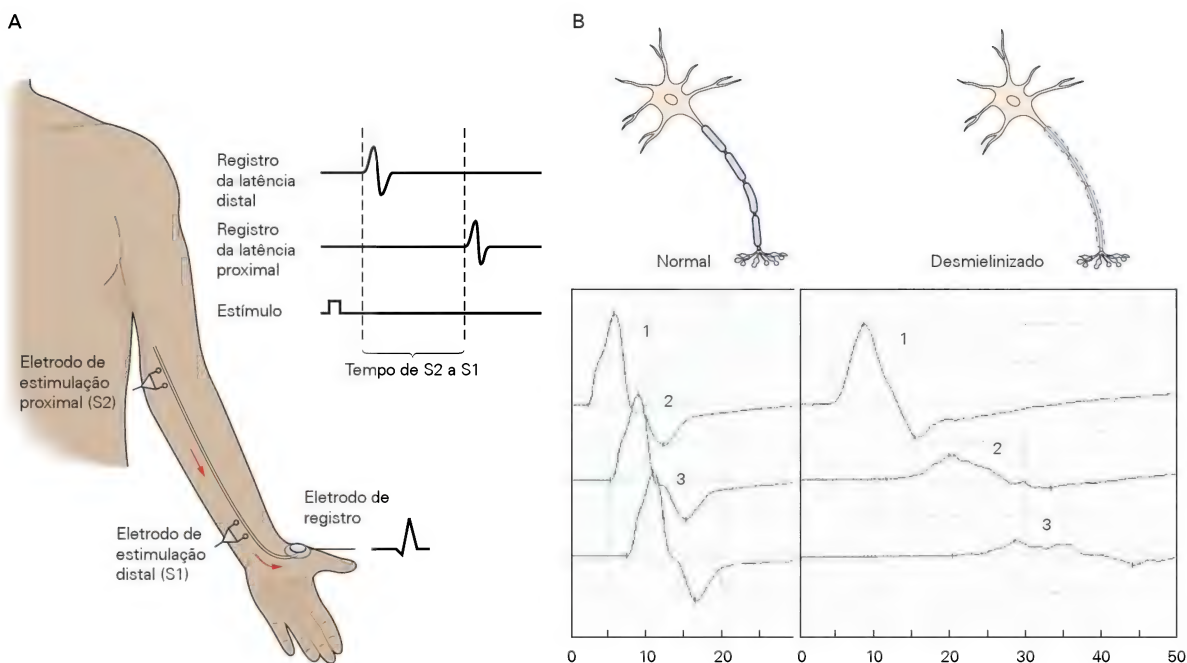 A
Registro
da latência
distal
Registro
da latência
proximal
Estímulo
Tempo de S2 a S1
Eletrodo de
estimulação
proximal (S2)
Eletrodo de
registro
Eletrodo de
estimulação
distal (S1)
B
Normal
Desmielinizado
1
2
3
0 10 20
1
2
3
0 10 20 30 40 50